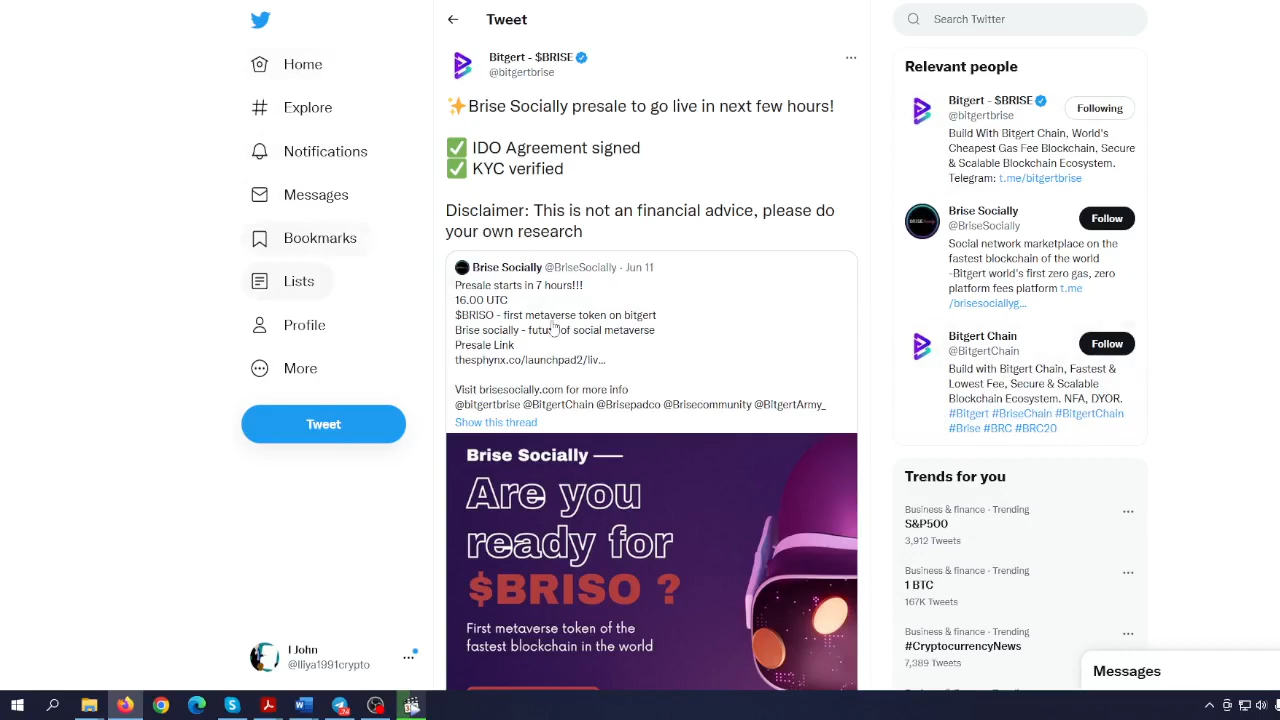 Home
Explore
Notifications
Messages
Bookmarks
Lists
Profile
More
Tweet
I John
@Iliya1991crypto
Tweet
Bitgert - $BRISE
@bitgertbrise
✨Brise Socially presale to go live in next few hours!
✅ IDO Agreement signed
✅ KYC verified
Disclaimer: This is not an financial advice, please do
your own research
Brise Socially @BriseSocially · Jun 11
Presale starts in 7 hours!!!
16.00 UTC
$BRISO - first metaverse token on bitgert
Brise socially - future of social metaverse
Presale Link
thesphynx.co/launchpad2/liv...
Visit brisesocially.com for more info
@bitgertbrise @BitgertChain @Brisepadco @Brisecommunity @BitgertArmy_
Show this thread
Brise Socially
Are you
ready for
$BRISO ?
First metaverse token of the
fastest blockchain in the world
Search Twitter
Relevant people
Bitgert - $BRISE
@bitgertbrise
Following
Build With Bitgert Chain, World's
Cheapest Gas Fee Blockchain, Secure
& Scalable Blockchain Ecosystem.
Telegram: t.me/bitgertbrise
Brise Socially
@BriseSocially
Follow
Social network marketplace on the
fastest blockchain of the world
-Bitgert world's first zero gas, zero
platform fees platform t.me
/brisesociallyg...
Bitgert Chain
@BitgertChain
Follow
Build with Bitgert Chain, Fastest &
Lowest Fee, Secure & Scalable
Blockchain Ecosystem. NFA, DYOR.
#Bitgert #BriseChain #BitgertChain
#Brise #BRC #BRC20
Trends for you
Business & finance · Trending
S&P500
3,912 Tweets
Business & finance · Trending
1 BTC
167K Tweets
Business & finance · Trending
#CryptocurrencyNews
7,389 Tweets
Messages